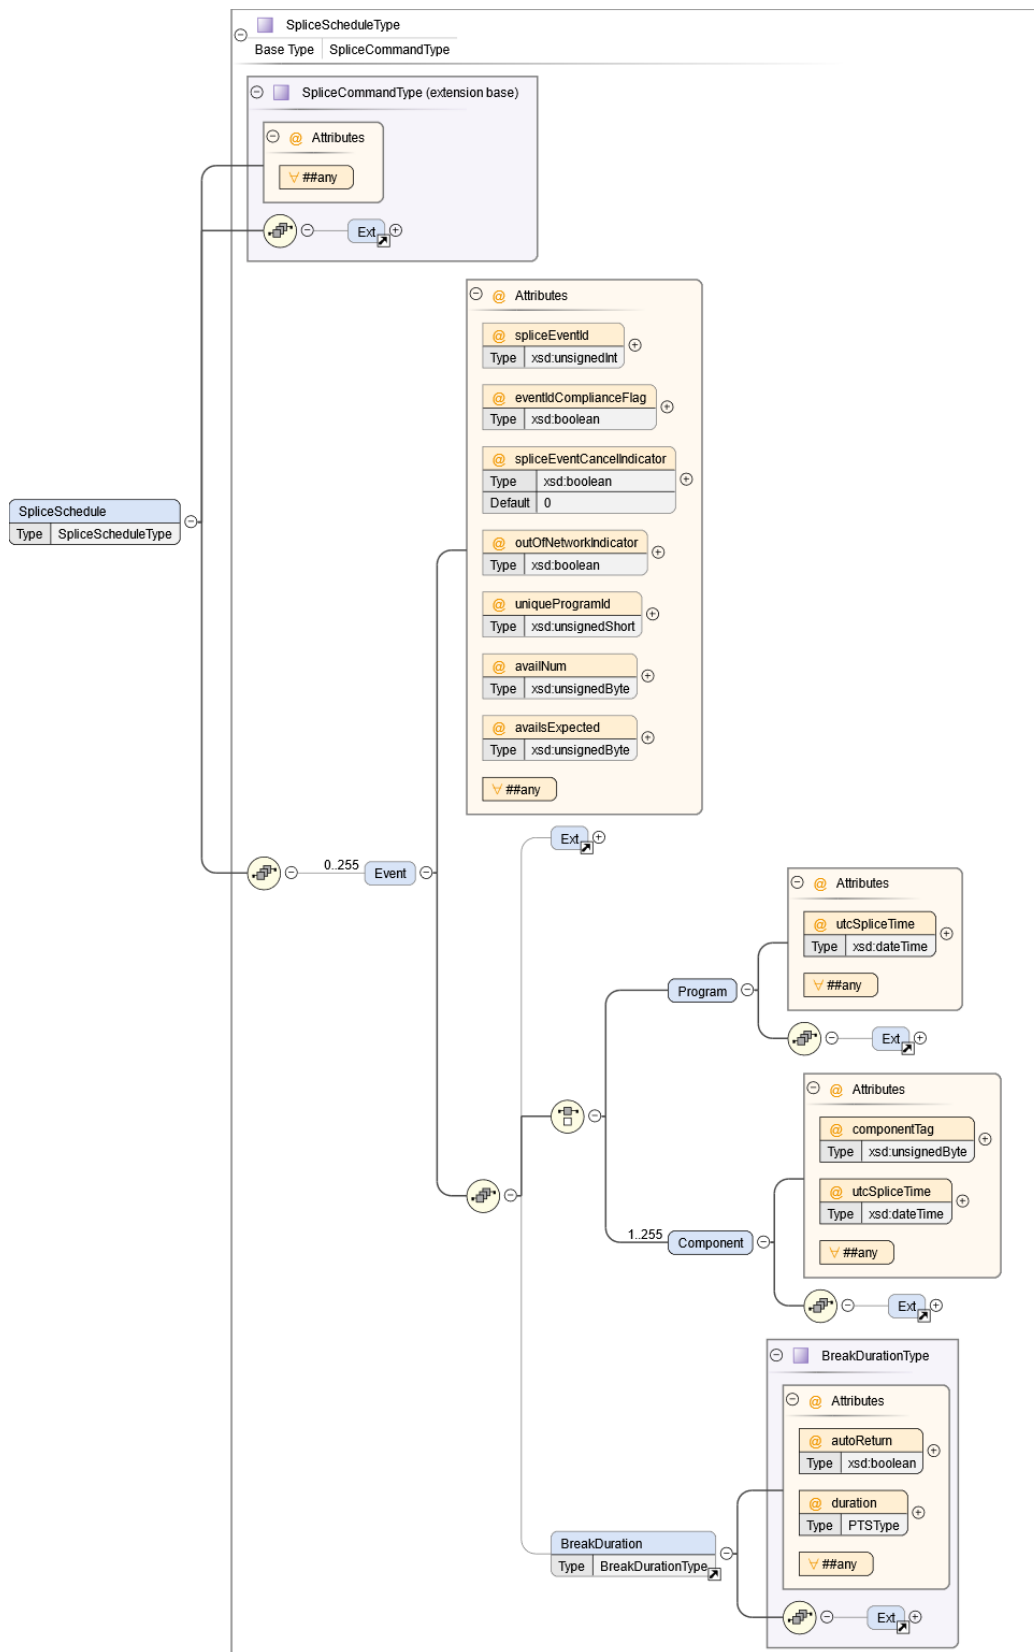 SpliceScheduleType
Base Type SpliceCommandType
SpliceCommandType (extension base)
@ Attributes
∀ ##any
Ext
@ Attributes
@ spliceEventId
Type xsd:unsignedInt
@ eventIdComplianceFlag
Type xsd:boolean
@ spliceEventCancelIndicator
Type xsd:boolean
Default 0
SpliceSchedule
Type SpliceScheduleType
@ outOfNetworkIndicator
Type xsd:boolean
@ uniqueProgramId
Type xsd:unsignedShort
@ availNum
Type xsd:unsignedByte
@ availsExpected
Type xsd:unsignedByte
∀ ##any
Ext
0..255 Event
@ Attributes
@ utcSpliceTime
Type xsd:dateTime
∀ ##any
Program
Ext
@ Attributes
@ componentTag
Type xsd:unsignedByte
@ utcSpliceTime
Type xsd:dateTime
∀ ##any
1..255 Component
Ext
BreakDurationType
@ Attributes
@ autoReturn
Type xsd:boolean
@ duration
Type PTSType
∀ ##any
BreakDuration
Type BreakDurationType
Ext